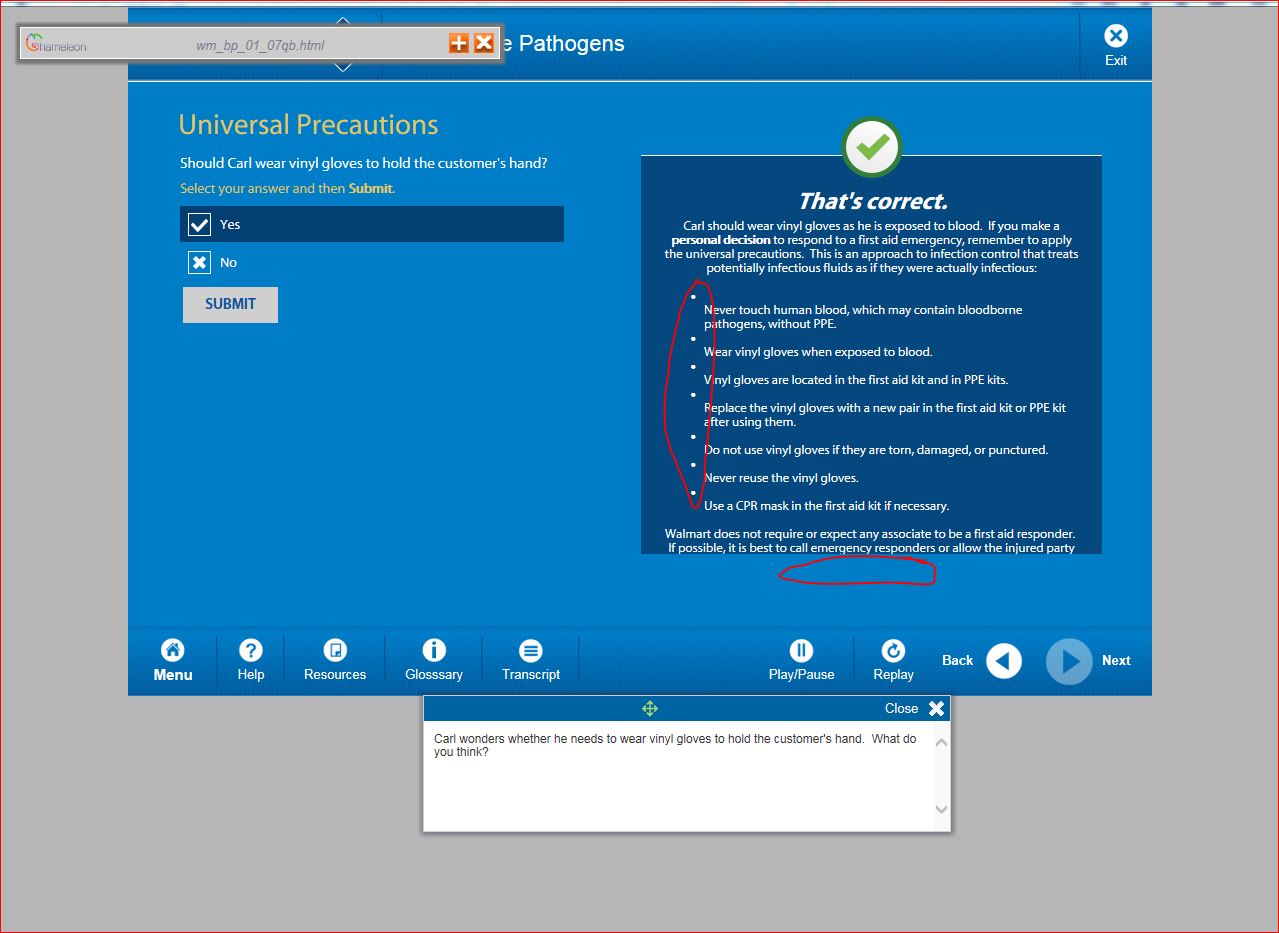 Chameleon
wm_bp_01_07qb.html
e Pathogens
Exit
Universal Precautions
Should Carl wear vinyl gloves to hold the customer's hand?
Select your answer and then Submit.
Yes
No
SUBMIT
That's correct.
Carl should wear vinyl gloves as he is exposed to blood. If you make a
personal decision to respond to a first aid emergency, remember to apply
the universal precautions. This is an approach to infection control that treats
potentially infectious fluids as if they were actually infectious:
•
Never touch human blood, which may contain bloodborne
pathogens, without PPE.
•
Wear vinyl gloves when exposed to blood.
•
Vinyl gloves are located in the first aid kit and in PPE kits.
•
Replace the vinyl gloves with a new pair in the first aid kit or PPE kit
after using them.
•
Do not use vinyl gloves if they are torn, damaged, or punctured.
•
Never reuse the vinyl gloves.
•
Use a CPR mask in the first aid kit if necessary.
Walmart does not require or expect any associate to be a first aid responder.
If possible, it is best to call emergency responders or allow the injured party
Menu
Help
Resources
Glosssary
Transcript
Play/Pause
Replay
Back
Next
Close
Carl wonders whether he needs to wear vinyl gloves to hold the customer's hand. What do
you think?